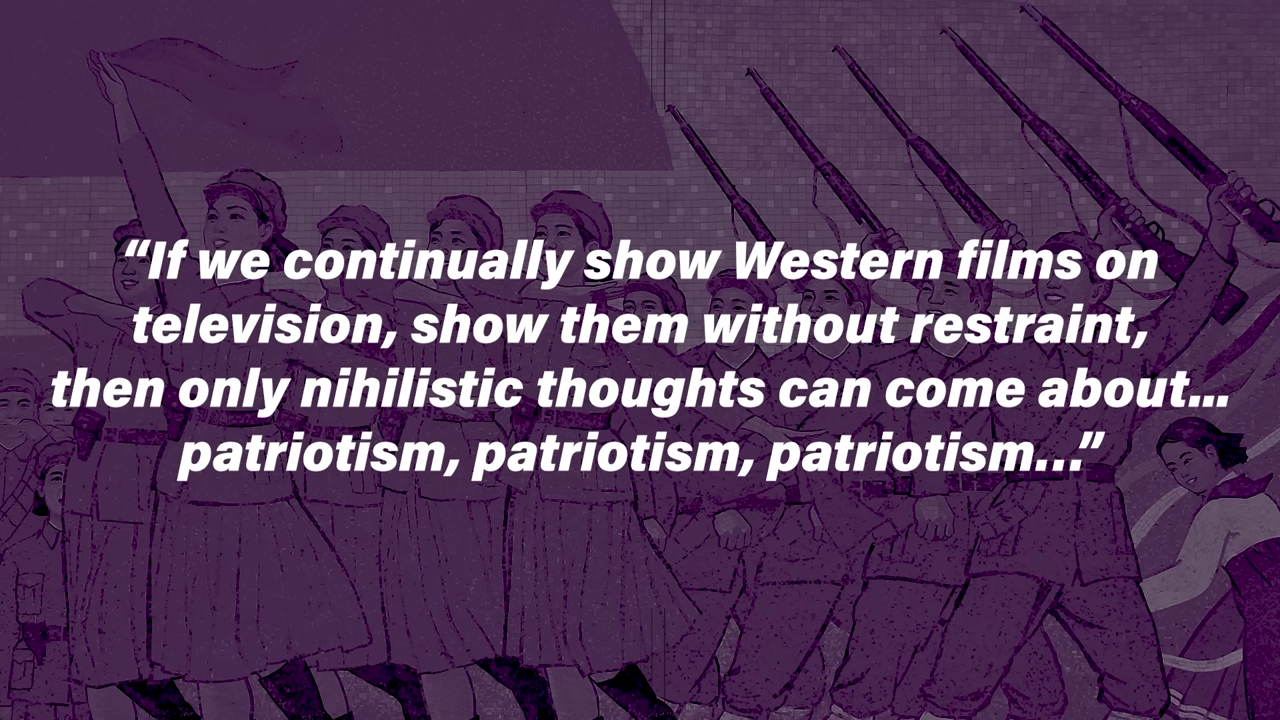 “If we continually show Western films on
television, show them without restraint,
then only nihilistic thoughts can come about...
patriotism, patriotism, patriotism...”